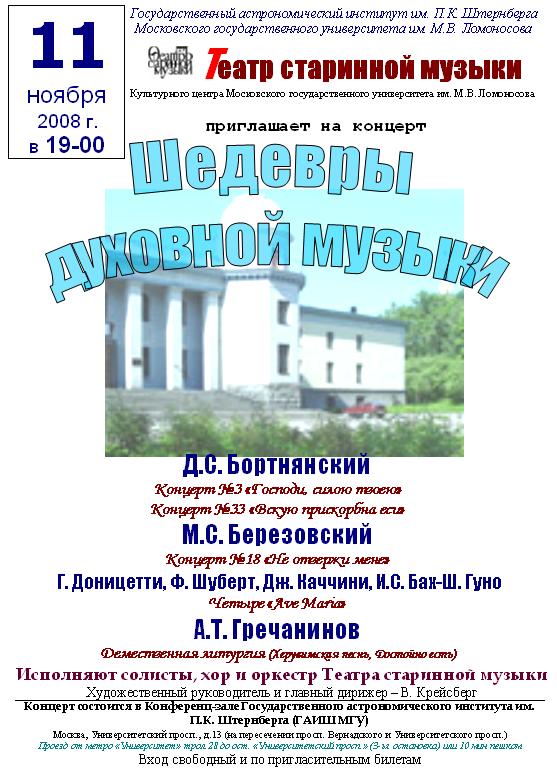 11
ноября
2008 г.
в 19-00
Государственный астрономический институт им. П.К. Штернберга
Московского государственного университета им. М.В. Ломоносова
Театр
старинной
музыки
Театр старинной музыки
Культурного центра Московского государственного университета им. М.В. Ломоносова
приглашает на концерт
Шедевры
духовной музыки
Д.С. Бортнянский
Концерт №3 «Господи, силою твоею»
Концерт №33 «Вскую прискорбна еси»
М.С. Березовский
Концерт №18 «Не отвержи мене»
Г. Доницетти, Ф. Шуберт, Дж. Каччини, И.С. Бах-Ш. Гуно
Четыре «Ave Maria»
А.Т. Гречанинов
Демественная литургия (Херувимская песнь, Достойно есть)
Исполняют солисты, хор и оркестр Театра старинной музыки
Художественный руководитель и главный дирижер – В. Крейсберг
Концерт состоится в Конференц-зале Государственного астрономического института им.
П.К. Штернберга (ГАИШ МГУ)
Москва, Университетский просп., д.13 (на пересечении просп. Вернадского и Университетского просп.)
Проезд от метро «Университет» трол. 28 до ост. «Университетский просп.» (3-я остановка) или 10 мин пешком
Вход свободный и по пригласительным билетам